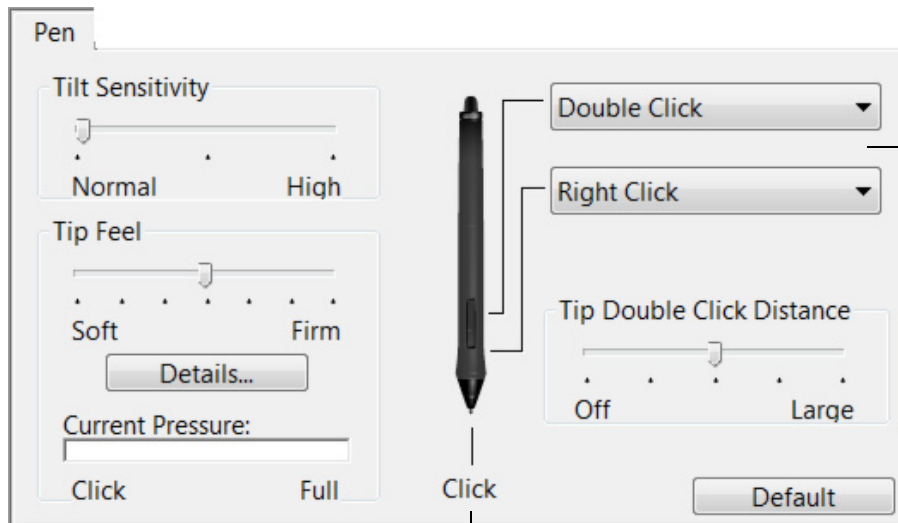 Pen
Tilt Sensitivity
Normal High
Tip Feel
Soft Firm
Details...
Current Pressure:
Click Full
Double Click
Right Click
Click
Tip Double Click Distance
Off Large
Default